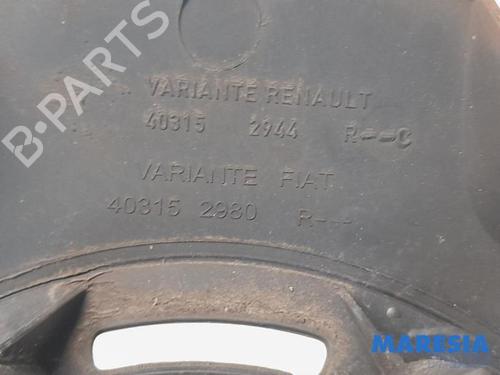 VARIANTE RENAULT
40315 2944 R--C
VARIANTE FIAT
40315 2980 R---
B-PARTS
MARESIA